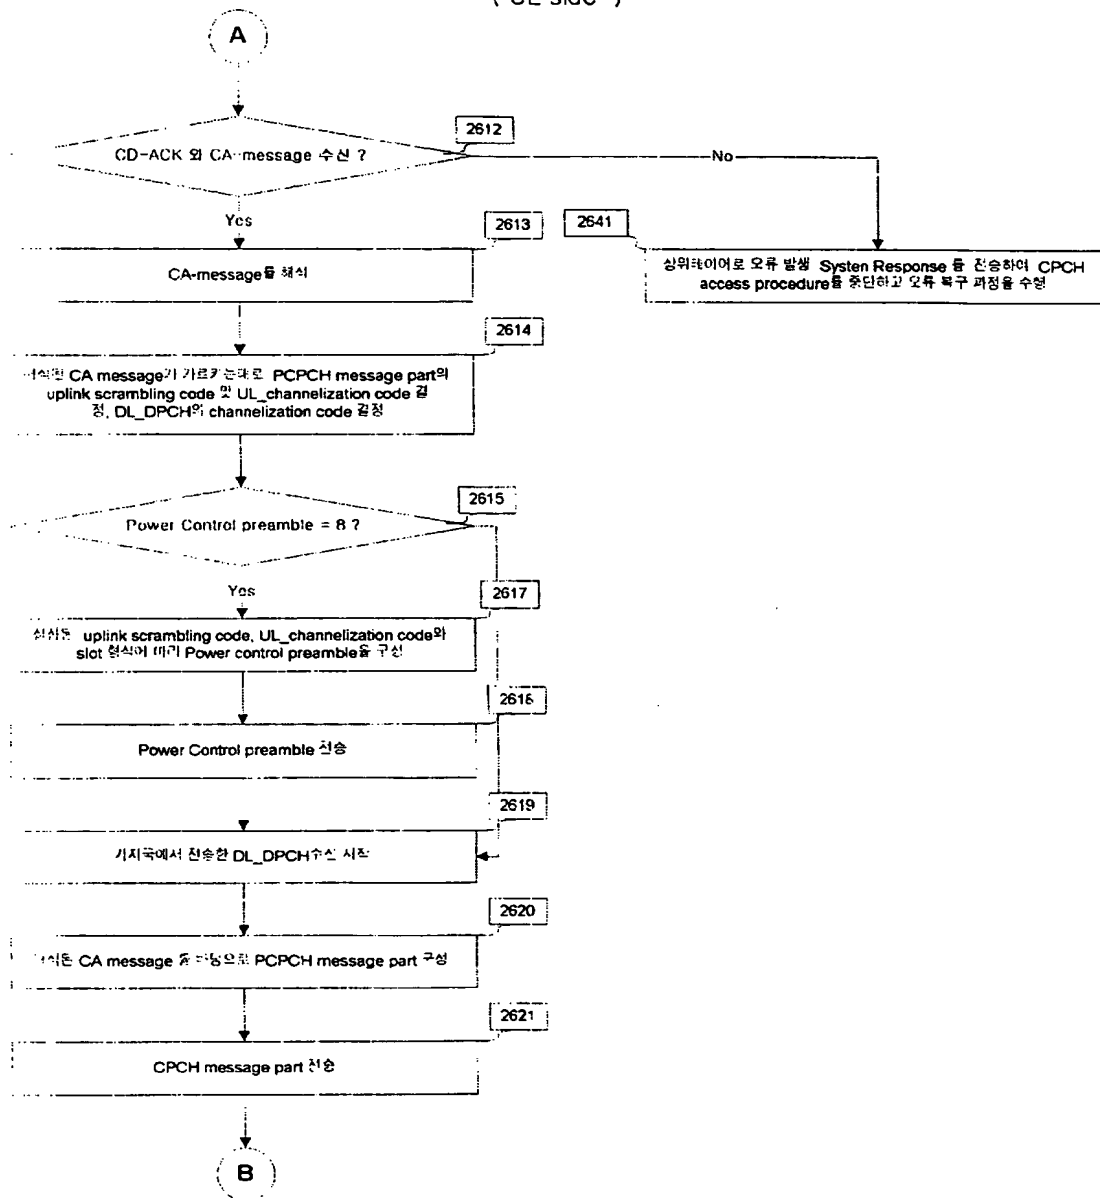 A
2612
CD-ACK 와 CA-message 수신 ?
No
Yes
2613
2641
CA-message를 해석
상위레이어로 오류 발생 Systen Response 를 전송하여 CPCH
access procedure를 중단하고 오류 복구 과정을 수행
2614
CA message가 가르키는대로 PCPCH message part의
uplink scrambling code 및 UL_channelization code 결
정, DL_DPCH의 channelization code 결정
2615
Power Control preamble = 8 ?
Yes
2617
uplink scrambling code, UL_channelization code와
slot 형식에 따라 Power control preamble을 구성
2618
Power Control preamble 전송
2619
기지국에서 전송한 DL_DPCH수신 시작
2620
CA message 을 바탕으로 PCPCH message part 구성
2621
CPCH message part 전송
B